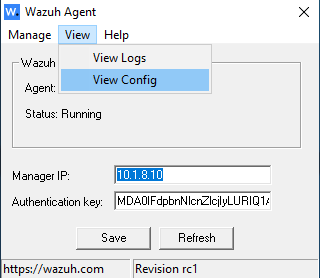 Wazuh Agent
Manage View Help
View Logs
View Config
Wazuh
Agent:
Status: Running
Manager IP: 10.1.8.10
Authentication key:
Save Refresh
https://wazuh.com Revision rc1